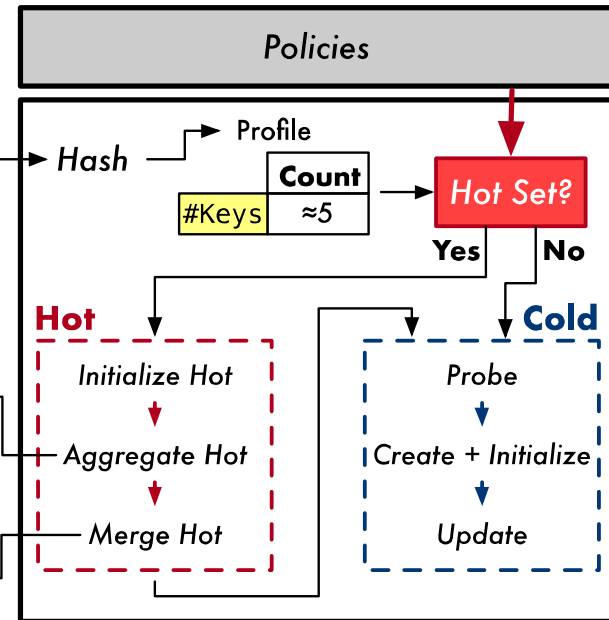 Policies
Hash
Profile
Count
#Keys ≈5
Hot Set?
Yes No
Hot
Initialize Hot
Aggregate Hot
Merge Hot
Cold
Probe
Create + Initialize
Update